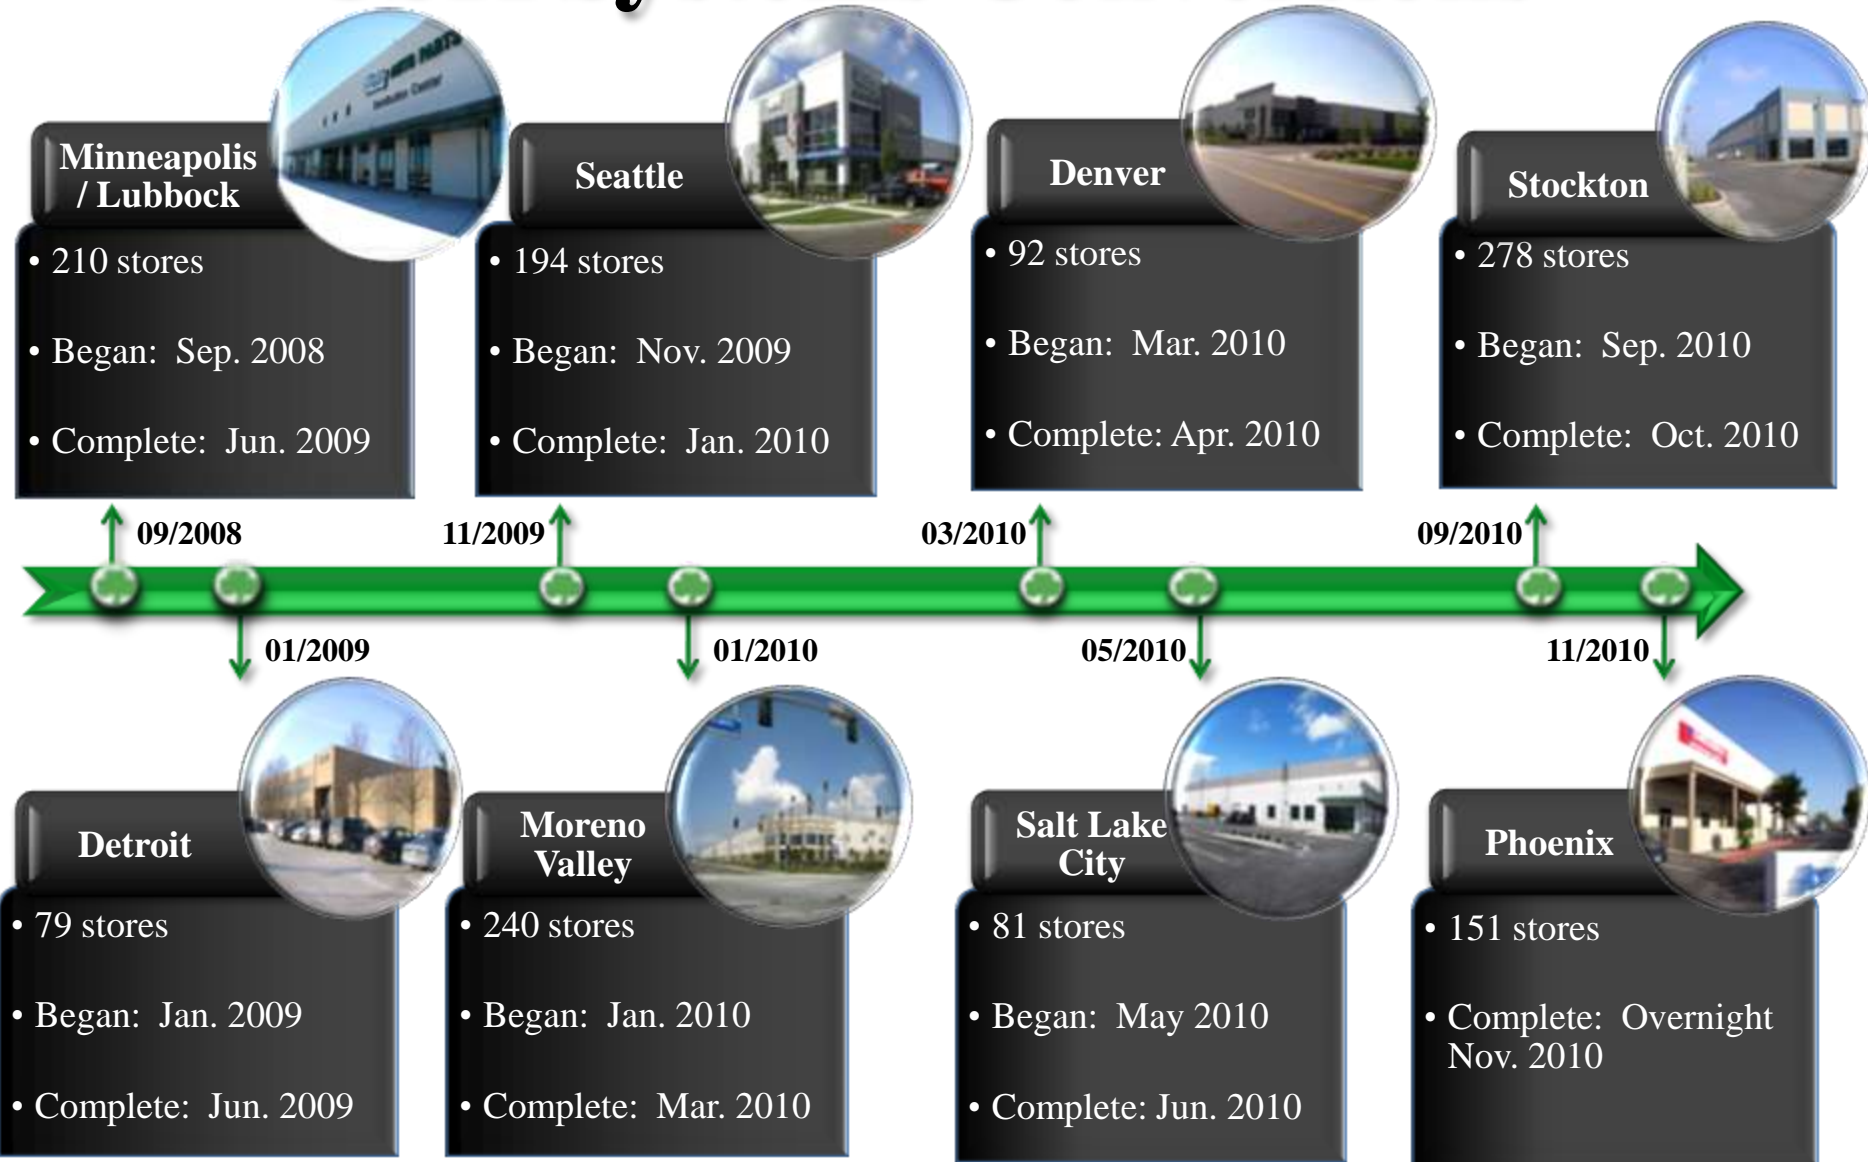 Minneapolis
/ Lubbock
• 210 stores
• Began: Sep. 2008
• Complete: Jun. 2009
Seattle
• 194 stores
• Began: Nov. 2009
• Complete: Jan. 2010
Denver
• 92 stores
• Began: Mar. 2010
• Complete: Apr. 2010
Stockton
• 278 stores
• Began: Sep. 2010
• Complete: Oct. 2010
09/2008
11/2009
03/2010
09/2010
01/2009
01/2010
05/2010
11/2010
Detroit
• 79 stores
• Began: Jan. 2009
• Complete: Jun. 2009
Moreno
Valley
• 240 stores
• Began: Jan. 2010
• Complete: Mar. 2010
Salt Lake
City
• 81 stores
• Began: May 2010
• Complete: Jun. 2010
Phoenix
• 151 stores
• Complete: Overnight
Nov. 2010